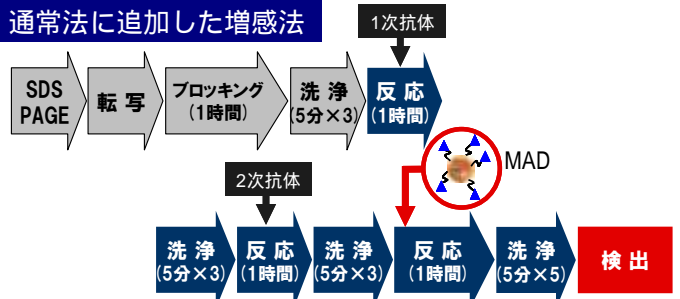 通常法に追加した増感法
1次抗体
SDS
PAGE
転写
ブロッキング
(1時間)
洗浄
(5分×3)
反応
(1時間)
MAD
2次抗体
洗浄
(5分×3)
反応
(1時間)
洗浄
(5分×3)
反応
(1時間)
洗浄
(5分×5)
検出